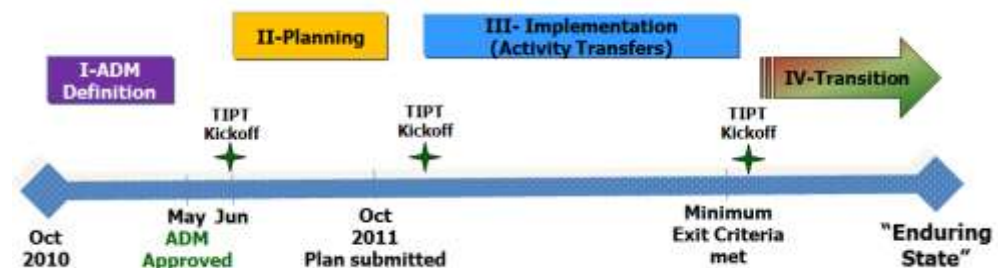 I-ADM
Definition
II-Planning
III- Implementation
(Activity Transfers)
IV-Transition
TIPT
Kickoff
TIPT
Kickoff
TIPT
Kickoff
Oct
2010
May Jun
ADM
Approved
Oct
2011
Plan submitted
Minimum
Exit Criteria
met
“Enduring
State”